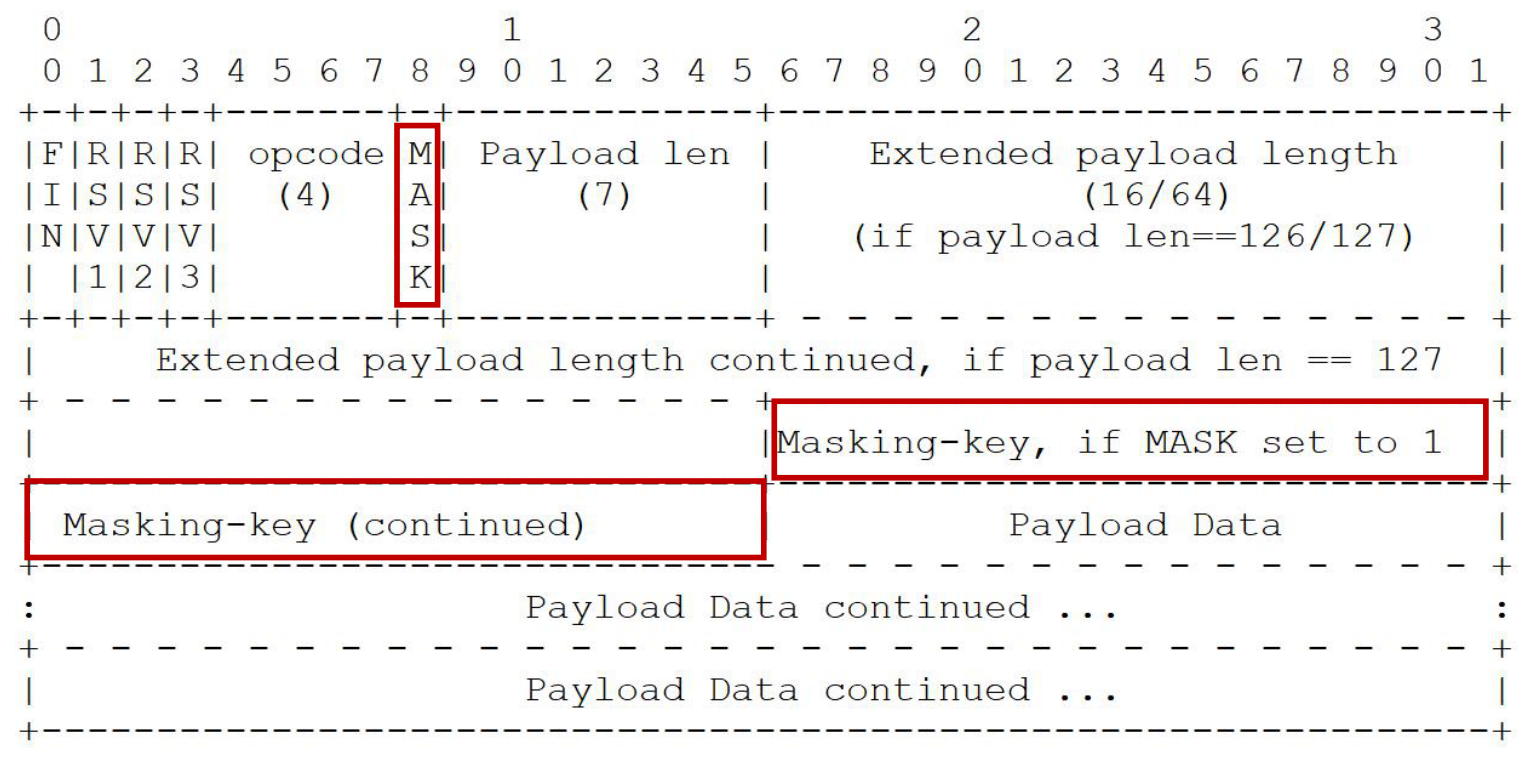 0 1 2 3
0 1 2 3 4 5 6 7 8 9 0 1 2 3 4 5 6 7 8 9 0 1 2 3 4 5 6 7 8 9 0 1
+-+-+-+-+-------+-+-------------+-------------------------------+
|F|R|R|R| opcode|M| Payload len | Extended payload length |
|I|S|S|S| (4) |A| (7) | (16/64) |
|N|V|V|V| |S| | (if payload len==126/127) |
| |1|2|3| |K| | |
+-+-+-+-+-------+-+-------------+ - - - - - - - - - - - - - - - +
| Extended payload length continued, if payload len == 127 |
+ - - - - - - - - - - - - - - - +-------------------------------+
| |Masking-key, if MASK set to 1 |
+-------------------------------+-------------------------------+
| Masking-key (continued) | Payload Data |
+-------------------------------- - - - - - - - - - - - - - - - +
: Payload Data continued ... :
+ - - - - - - - - - - - - - - - - - - - - - - - - - - - - - - - +
| Payload Data continued ... |
+---------------------------------------------------------------+